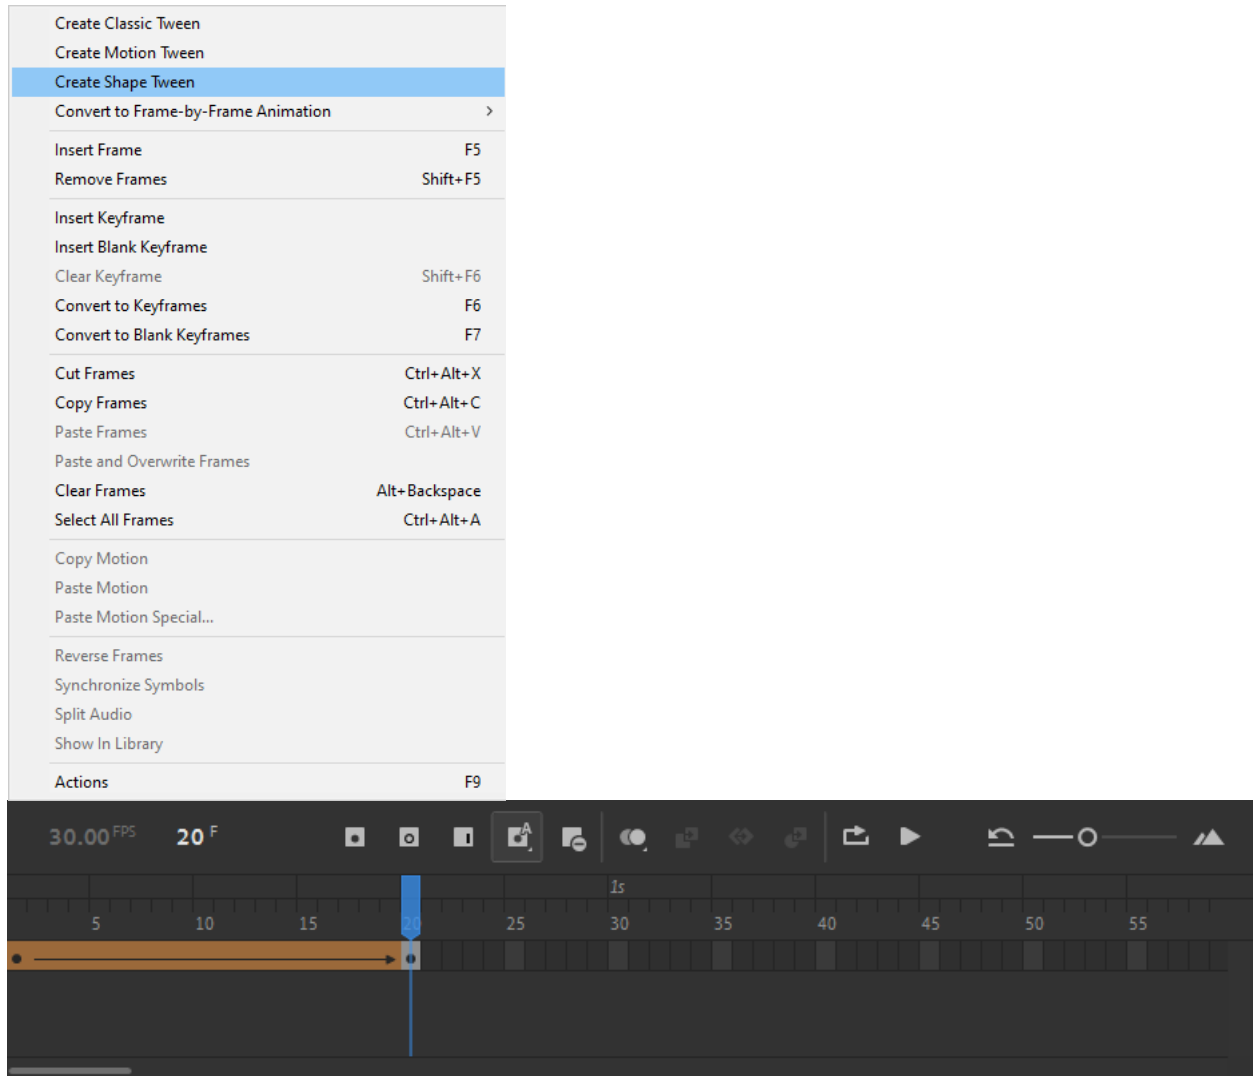 Create Classic Tween
Create Motion Tween
Create Shape Tween
Convert to Frame-by-Frame Animation
Insert Frame F5
Remove Frames Shift+F5
Insert Keyframe
Insert Blank Keyframe
Clear Keyframe Shift+F6
Convert to Keyframes F6
Convert to Blank Keyframes F7
Cut Frames Ctrl+Alt+X
Copy Frames Ctrl+Alt+C
Paste Frames Ctrl+Alt+V
Paste and Overwrite Frames
Clear Frames Alt+Backspace
Select All Frames Ctrl+Alt+A
Copy Motion
Paste Motion
Paste Motion Special...
Reverse Frames
Synchronize Symbols
Split Audio
Show In Library
Actions F9
30.00 FPS 20 F
1s
5 10 15 20 25 30 35 40 45 50 55